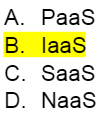 A. PaaS
B. IaaS
C. SaaS
D. NaaS